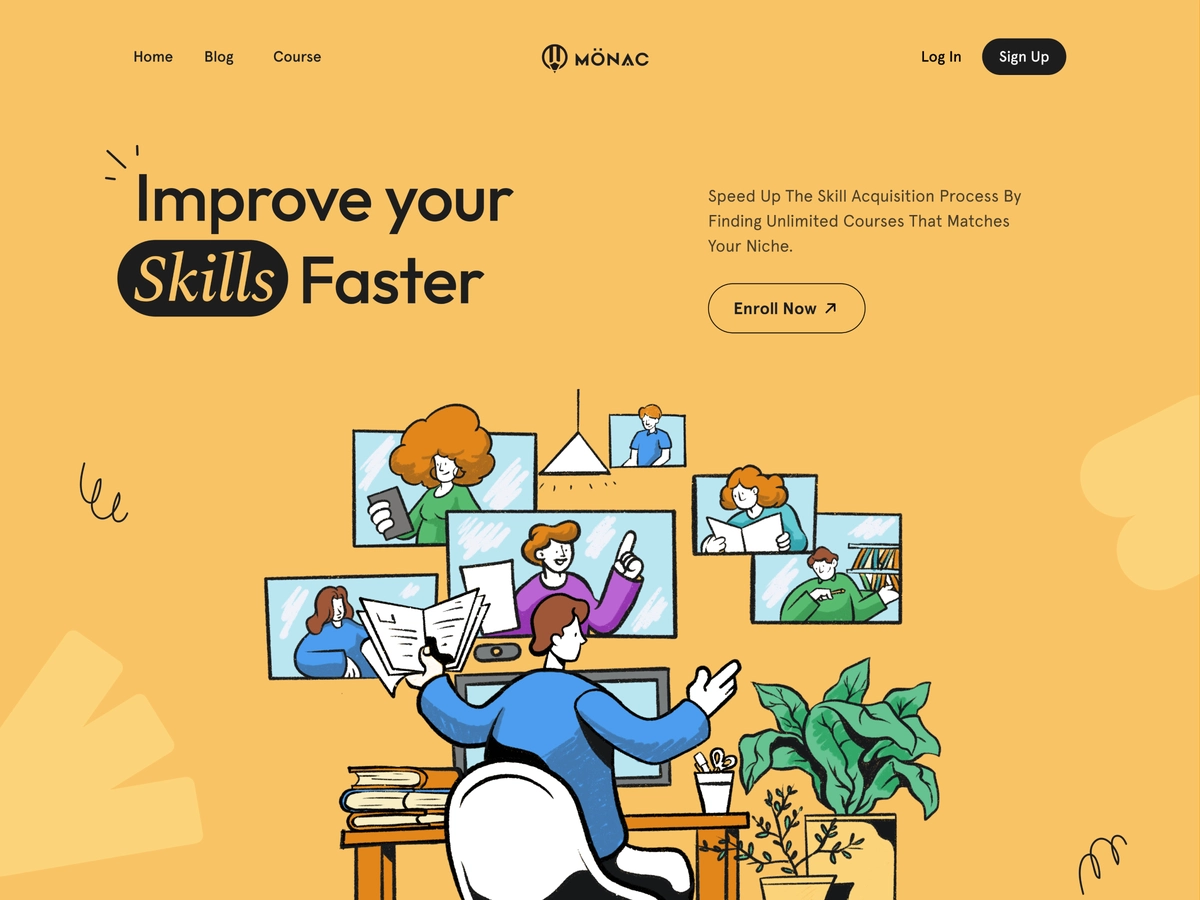 Home Blog Course MÖNAC Log In Sign Up
Improve your
Skills Faster
Speed Up The Skill Acquisition Process By
Finding Unlimited Courses That Matches
Your Niche.
Enroll Now